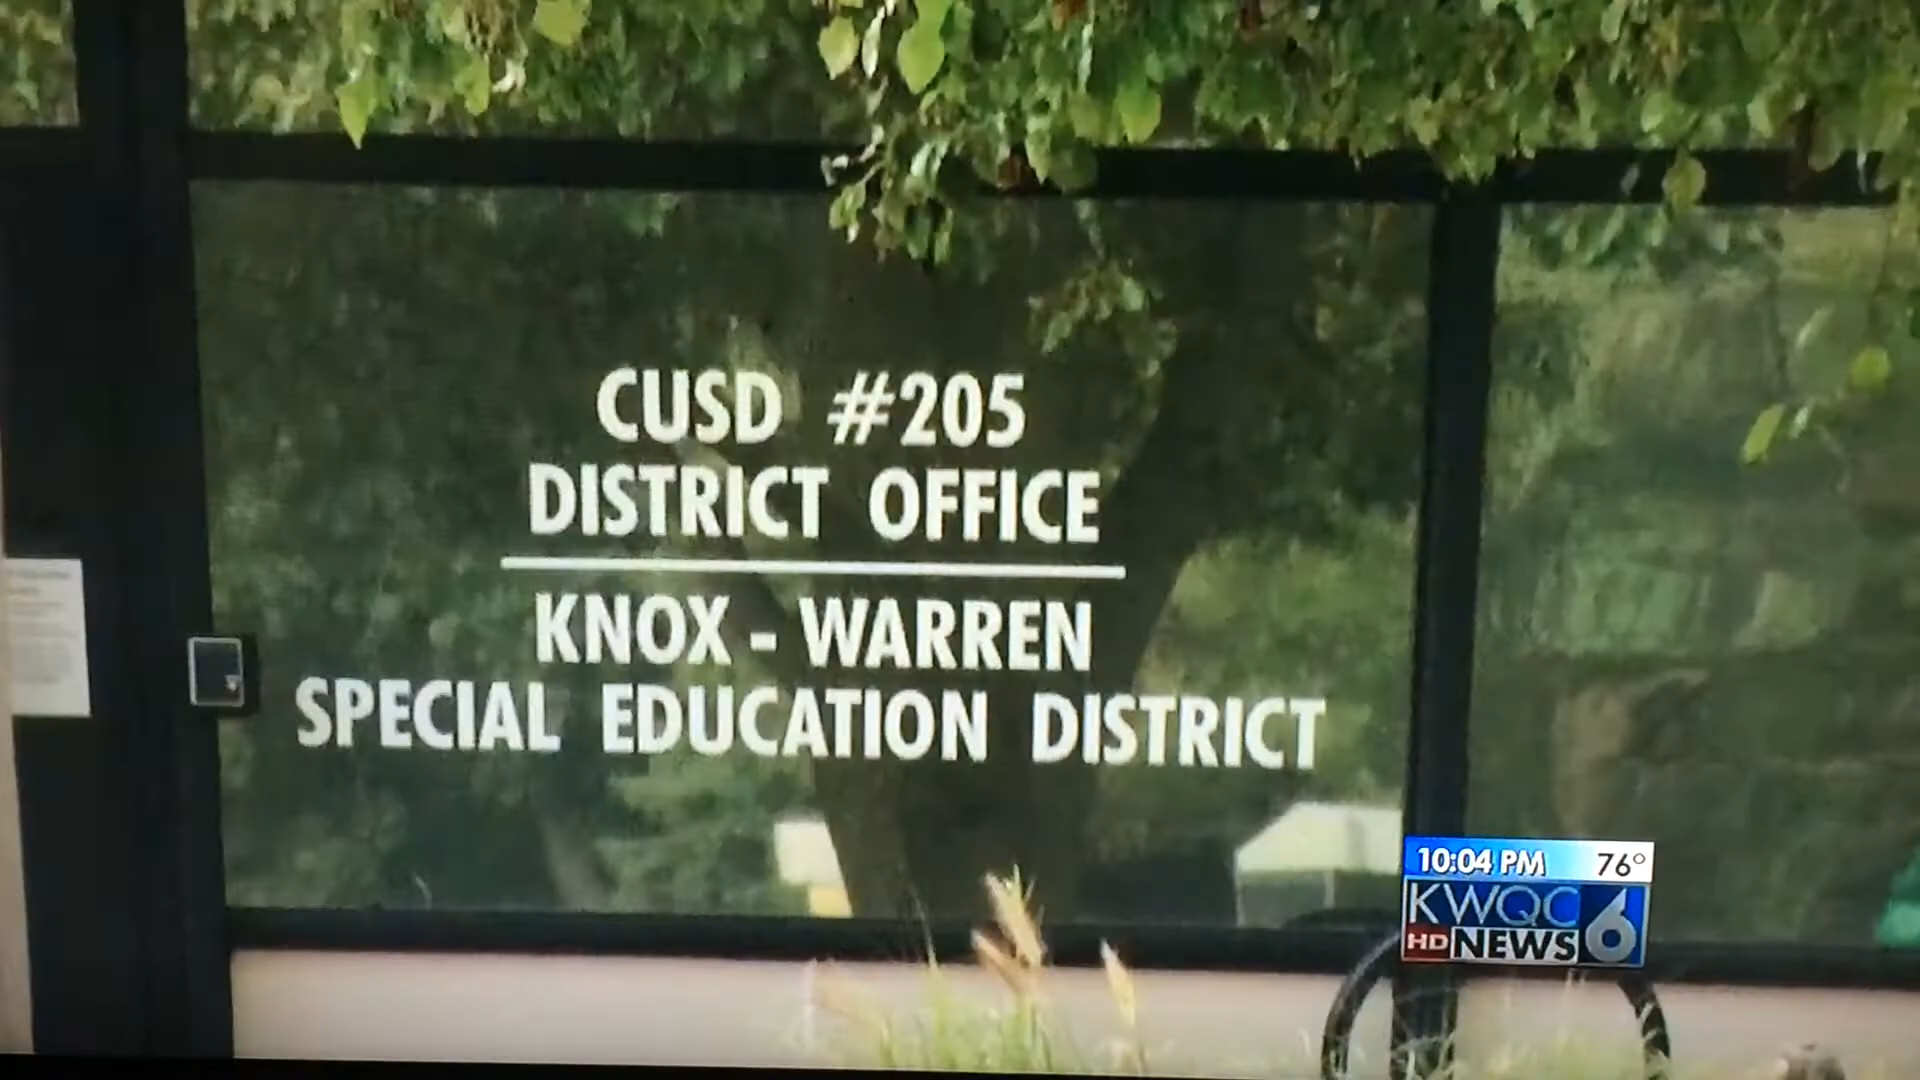 CUSD #205
DISTRICT OFFICE
KNOX - WARREN
SPECIAL EDUCATION DISTRICT
10:04 PM 76°
KWQC 6
HD NEWS